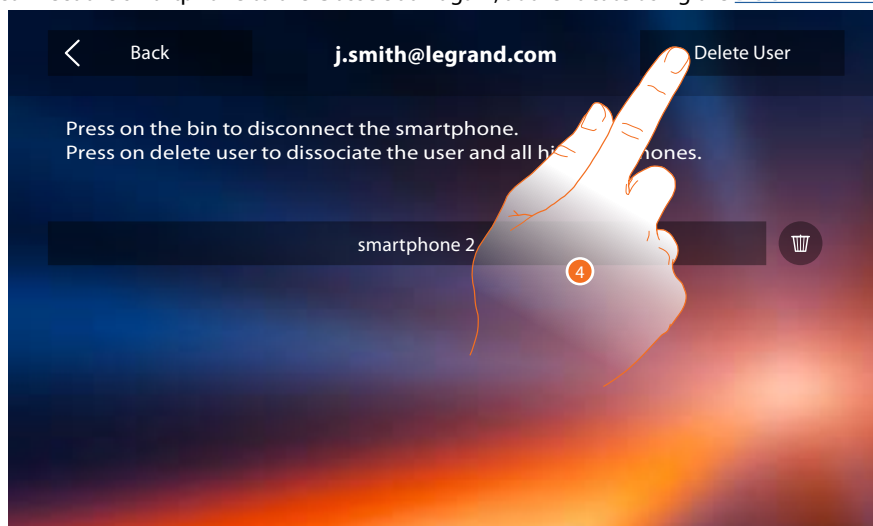 Back
j.smith@legrand.com
Delete User
Press on the bin to disconnect the smartphone.
Press on delete user to dissociate the user and all
smartphone 2
4